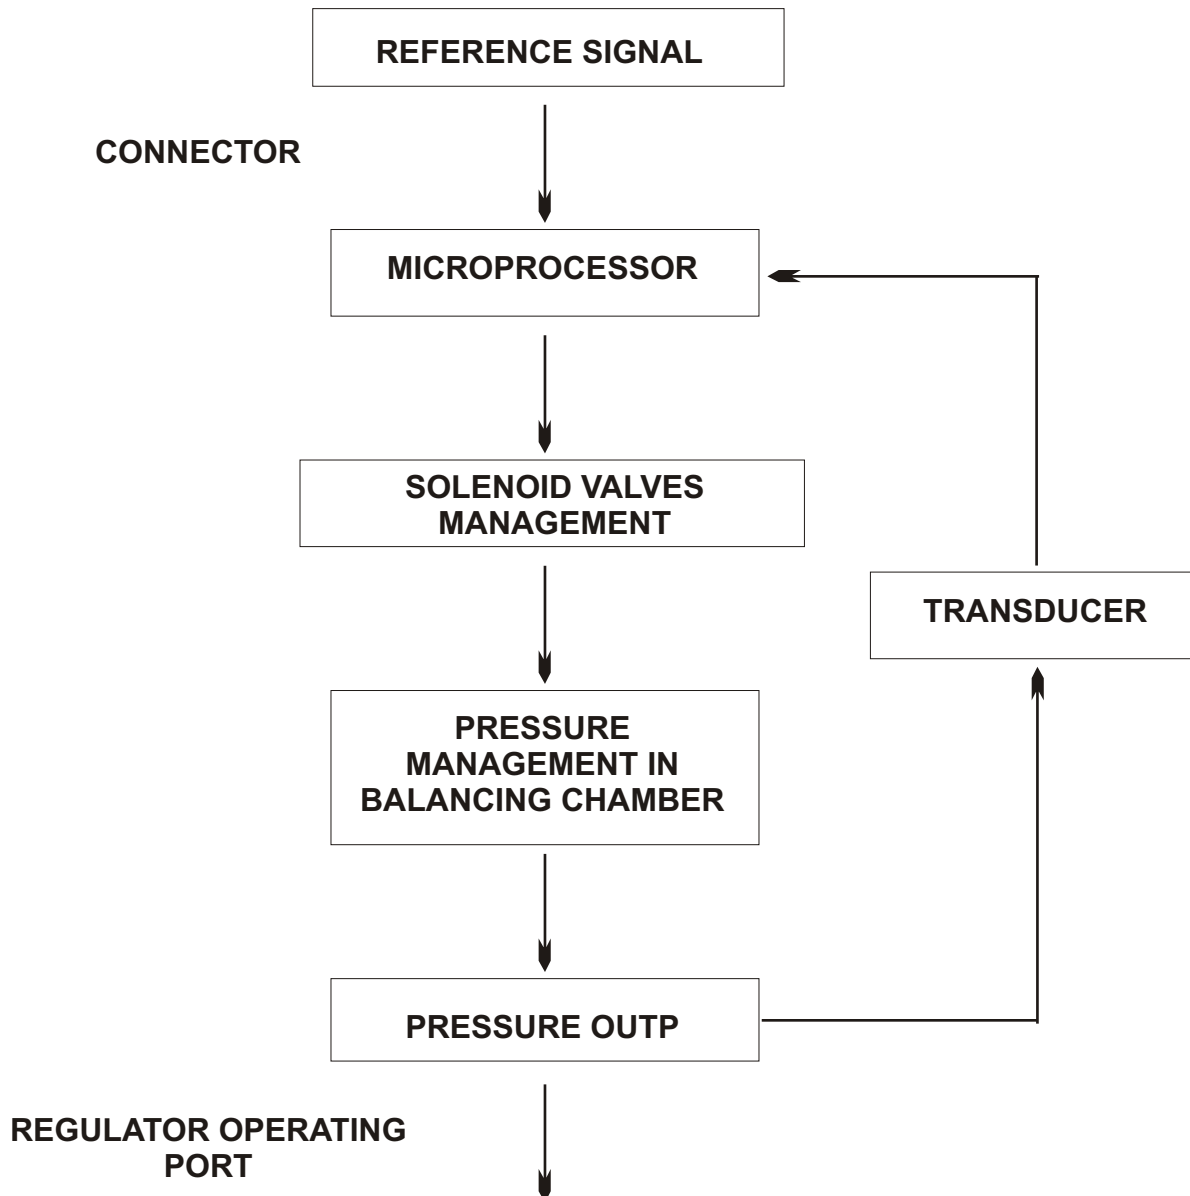 REFERENCE SIGNAL
CONNECTOR
MICROPROCESSOR
SOLENOID VALVES
MANAGEMENT
TRANSDUCER
PRESSURE
MANAGEMENT IN
BALANCING CHAMBER
PRESSURE OUTP
REGULATOR OPERATING
PORT